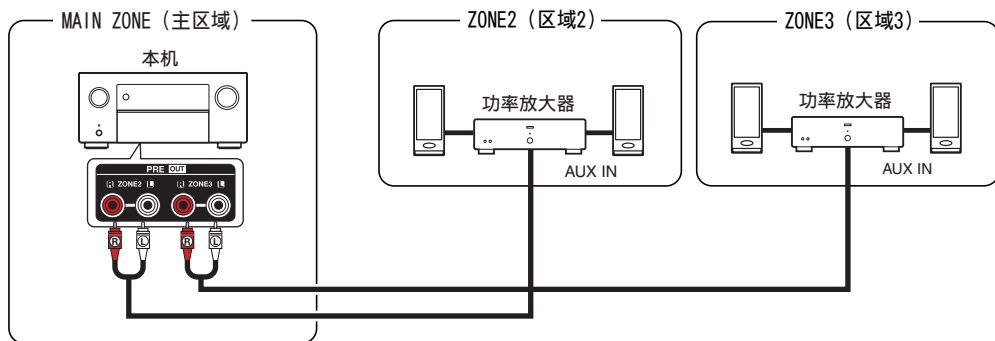 MAIN ZONE（主区域）
本机
PRE OUT
R ZONE2 L R ZONE3 L
R L R L
ZONE2（区域2）
功率放大器
AUX IN
ZONE3（区域3）
功率放大器
AUX IN